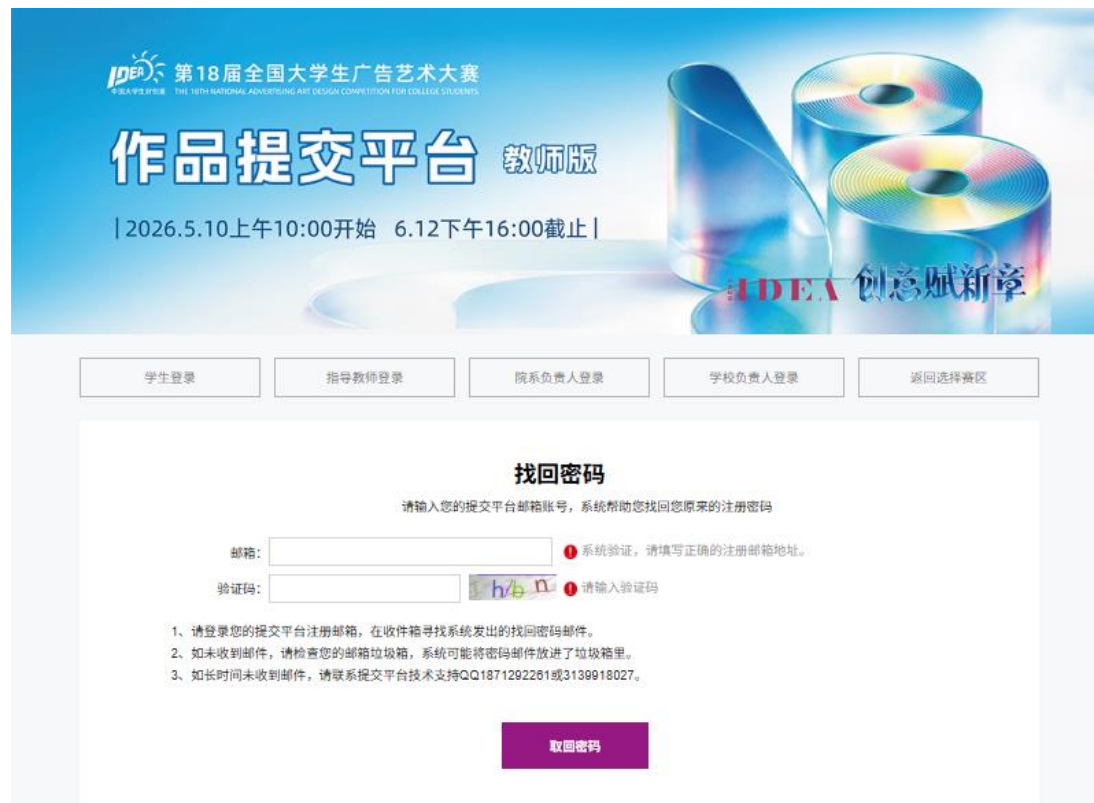 IDEA 第18届全国大学生广告艺术大赛
中国大学生好创意 THE 18TH NATIONAL ADVERTISING ART DESIGN COMPETITION FOR COLLEGE STUDENTS
作品提交平台 教师版
|2026.5.10上午10:00开始 6.12下午16:00截止|
IDEA 创意赋新章
学生登录 指导教师登录 院系负责人登录 学校负责人登录 返回选择赛区
找回密码
请输入您的提交平台邮箱账号，系统帮助您找回您原来的注册密码
邮箱： 系统验证，请填写正确的注册邮箱地址。
验证码： 请输入验证码
1、请登录您的提交平台注册邮箱，在收件箱寻找系统发出的找回密码邮件。
2、如未收到邮件，请检查您的邮箱垃圾箱，系统可能将密码邮件放进了垃圾箱里。
3、如长时间未收到邮件，请联系提交平台技术支持QQ1871292261或3139918027。
取回密码